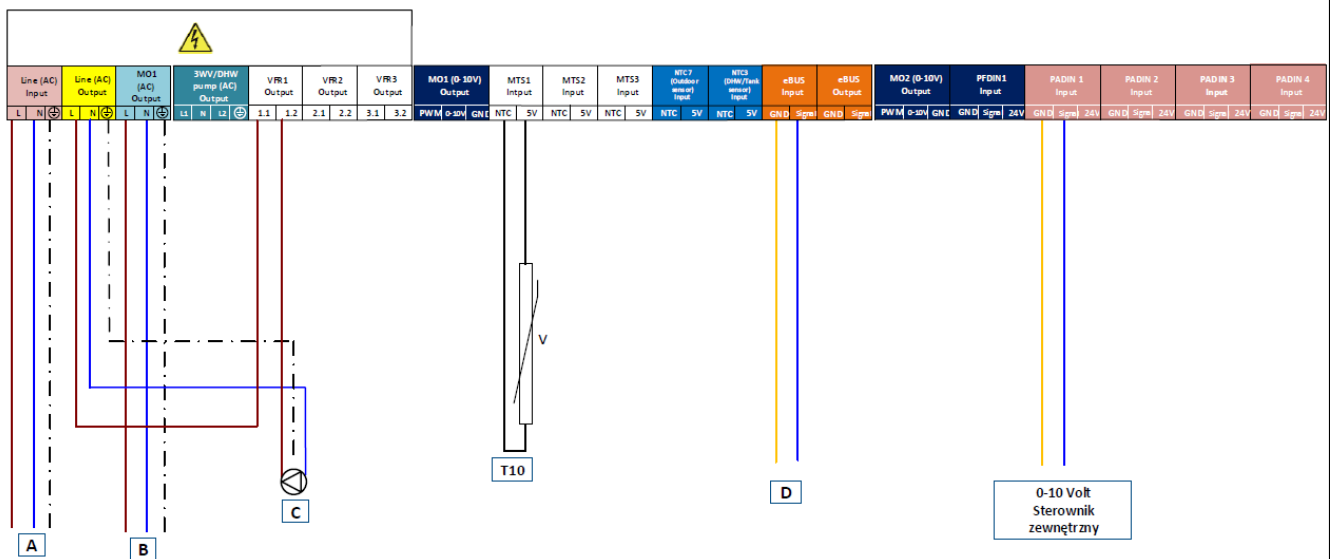 Line (AC) Input
Line (AC) Output
MO1 (AC) Output
3WV/DHW pump (AC) Output
VFR1 Output
VFR2 Output
VFR3 Output
MO1 (0-10V) Output
MTS1 Input
MTS2 Input
MTS3 Input
NTC7 (Outdoor sensor) Input
NTC3 (DHW/Tank sensor) Input
eBUS Input
eBUS Output
MO2 (0-10V) Output
PFDIN1 Input
PADIN 1 Input
PADIN 2 Input
PADIN 3 Input
PADIN 4 Input
L N L N L N L1 N L2 1.1 1.2 2.1 2.2 3.1 3.2 PWM 0-10V GND NTC 5V NTC 5V NTC 5V NTC 5V NTC 5V GND Signal GND Signal PWM 0-10V GND GND Signal 24V GND Signal 24V GND Signal 24V GND Signal 24V GND Signal 24V
V
T10
A
B
C
D
0-10 Volt
Sterownik
zewnętrzny